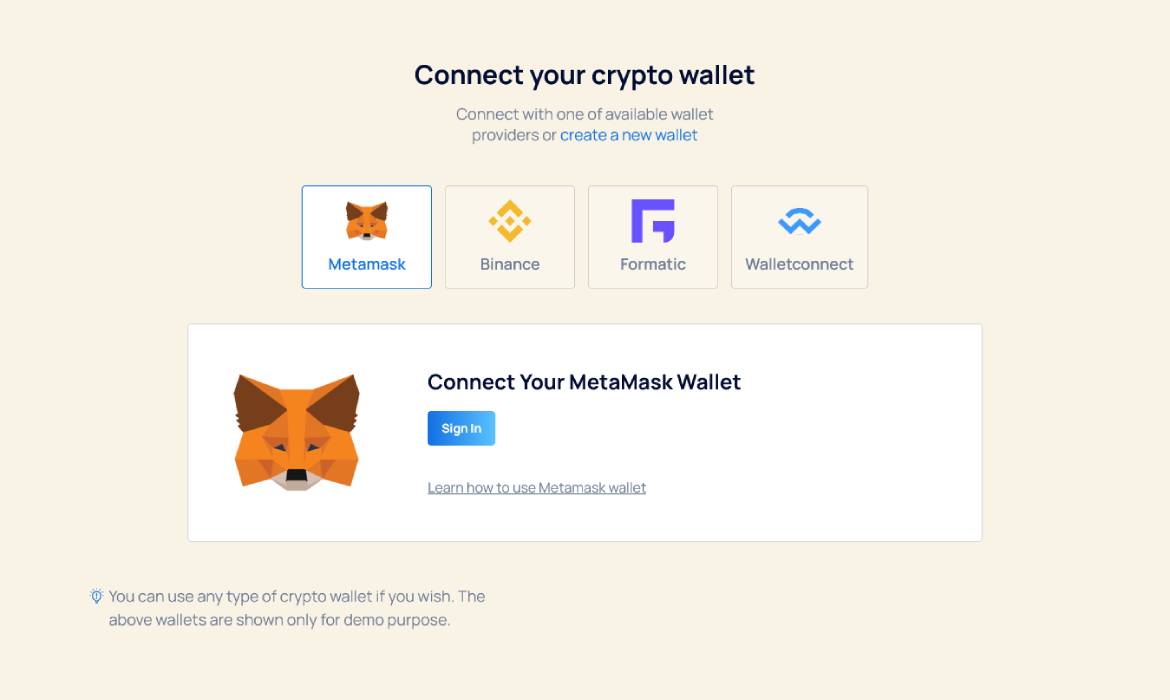 Connect your crypto wallet
Connect with one of available wallet
providers or create a new wallet
Metamask
Binance
Formatic
Walletconnect
Connect Your MetaMask Wallet
Sign In
Learn how to use Metamask wallet
You can use any type of crypto wallet if you wish. The
above wallets are shown only for demo purpose.